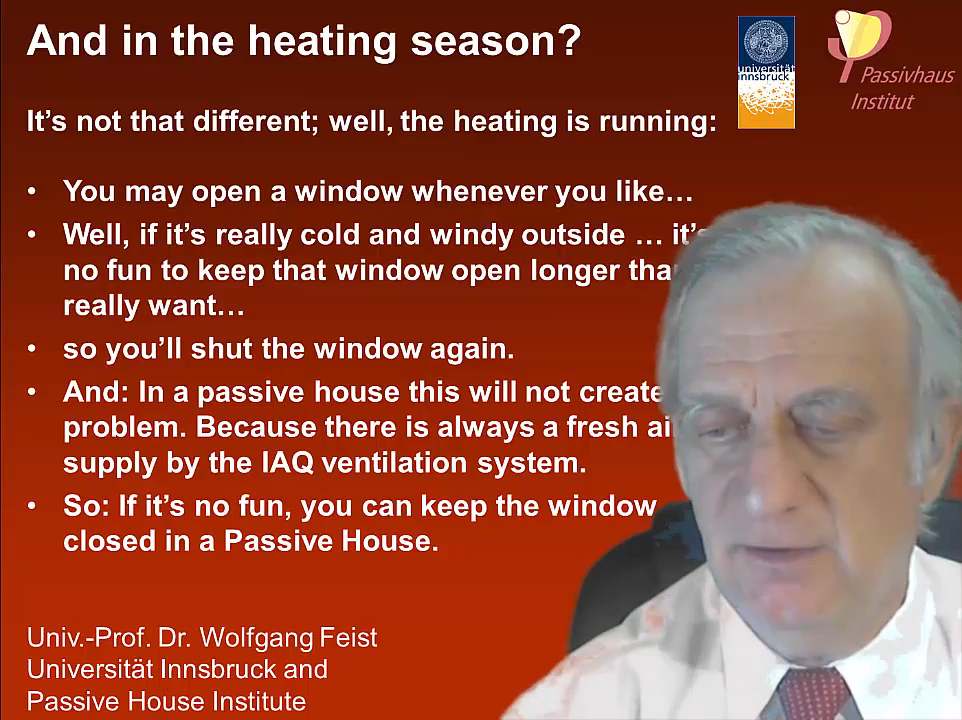 And in the heating season?
universität
innsbruck
Passivhaus
Institut
It's not that different; well, the heating is running:
• You may open a window whenever you like…
• Well, if it's really cold and windy outside … it's
no fun to keep that window open longer
really want…
• so you'll shut the window again.
• And: In a passive house this will not create
problem. Because there is always a fresh
supply by the IAQ ventilation system.
• So: If it's no fun, you can keep the window
closed in a Passive House.
Univ.-Prof. Dr. Wolfgang Feist
Universität Innsbruck and
Passive House Institute